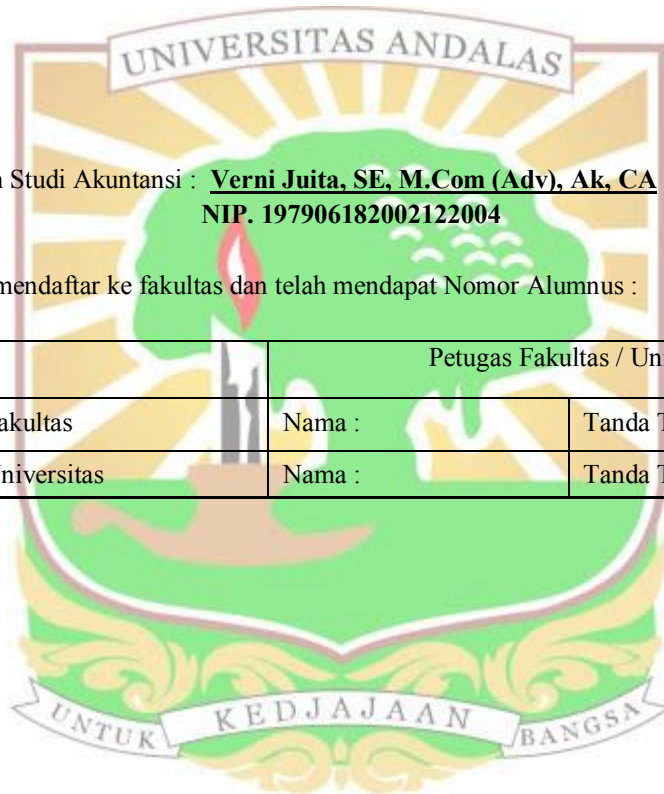 UNIVERSITAS ANDALAS
Studi Akuntansi : Verni Juita, SE, M.Com (Adv), Ak, CA
NIP. 197906182002122004
mendaftar ke fakultas dan telah mendapat Nomor Alumnus :
Petugas Fakultas / Uni
akultas Nama : Tanda T
niversitas Nama : Tanda T
UNTUK KEDJAJAAN BANGSA